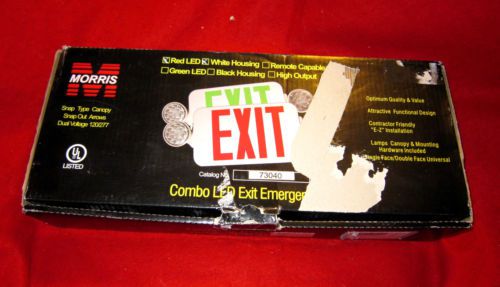 MORRIS
Snap Type Canopy
Snap Out Arrows
Dual Voltage 120/277
UL
LISTED
Red LED White Housing Remote Capable
Green LED Black Housing High Output
EXIT
EXIT
Catalog No. 73040
Combo LED Exit Emergen
Optimum Quality & Value
Attractive Functional Design
Contractor Friendly
"E-Z" Installation
Lamps Canopy & Mounting
Hardware Included
Single Face/Double Face Universal